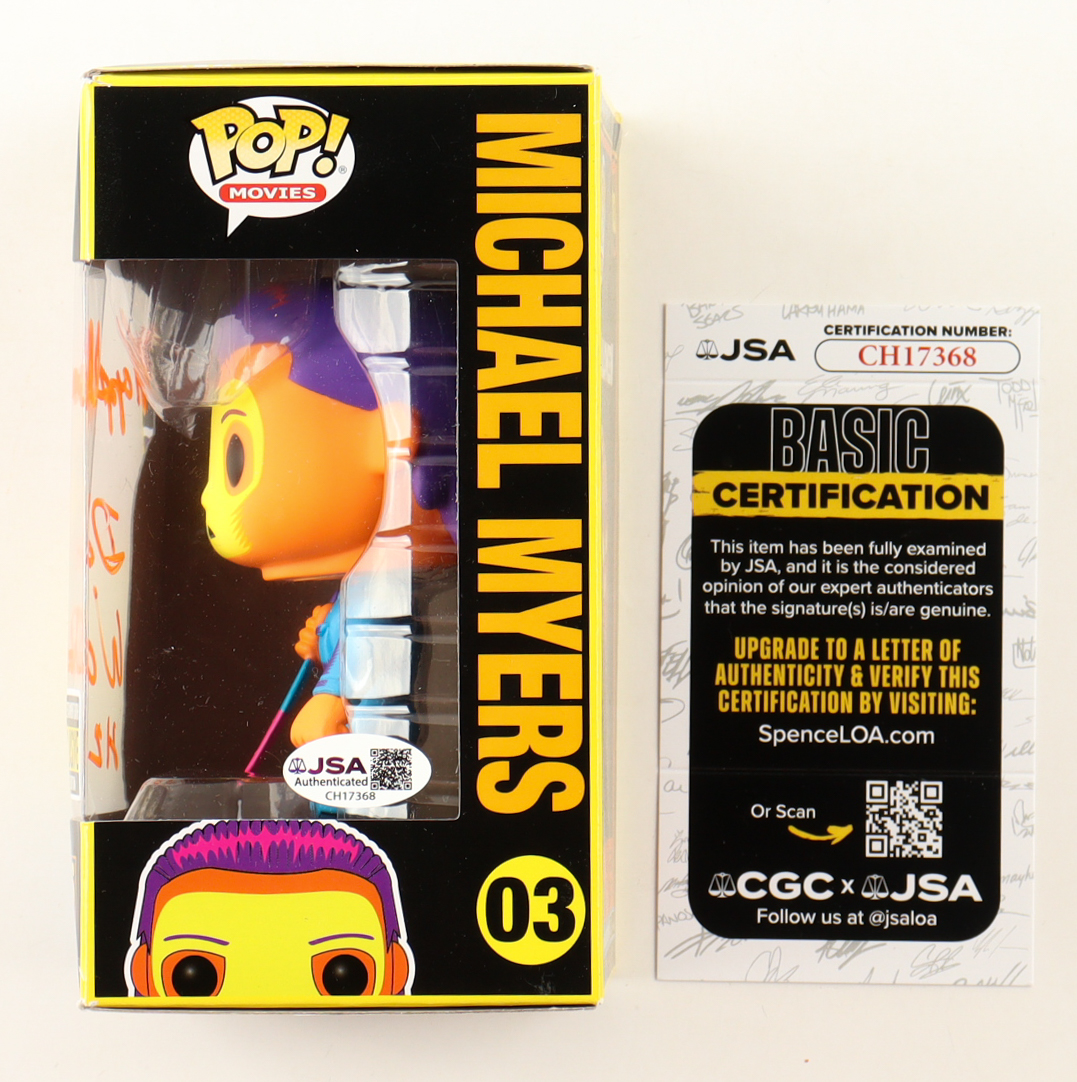 POP!
MOVIES
MICHAEL MYERS
JSA
Authenticated
CH17368
03
JSA
CERTIFICATION NUMBER:
CH17368
BASIC
CERTIFICATION
This item has been fully examined
by JSA, and it is the considered
opinion of our expert authenticators
that the signature(s) is/are genuine.
UPGRADE TO A LETTER OF
AUTHENTICITY & VERIFY THIS
CERTIFICATION BY VISITING:
SpenceLOA.com
Or Scan
CGC x JSA
Follow us at @jsaloa
LARRY HAMA